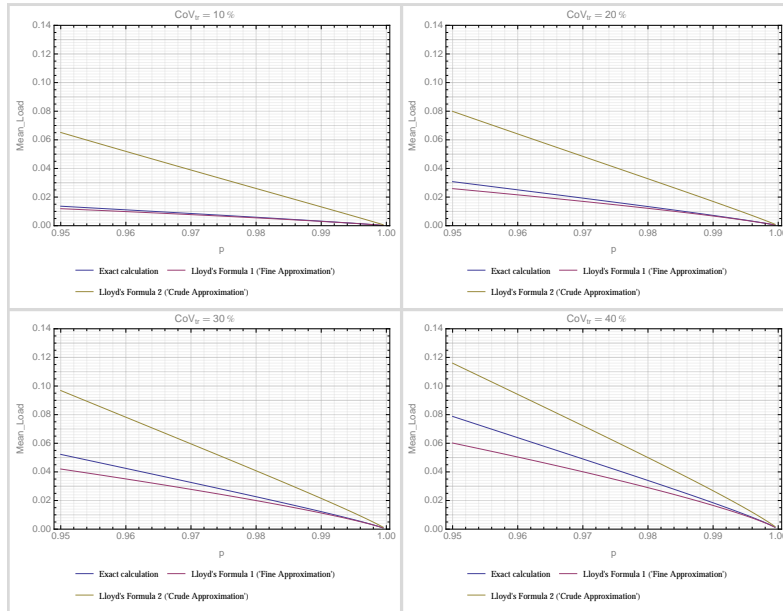 CoVtr = 10 %
0.14
0.12
0.10
0.08
0.06
0.04
0.02
0.00
Mean_Load
0.95 0.96 0.97 0.98 0.99 1.00
p
Exact calculation Lloyd's Formula 1 ('Fine Approximation')
Lloyd's Formula 2 ('Crude Approximation')
CoVtr = 20 %
0.14
0.12
0.10
0.08
0.06
0.04
0.02
0.00
Mean_Load
0.95 0.96 0.97 0.98 0.99 1.00
p
Exact calculation Lloyd's Formula 1 ('Fine Approximation')
Lloyd's Formula 2 ('Crude Approximation')
CoVtr = 30 %
0.14
0.12
0.10
0.08
0.06
0.04
0.02
0.00
Mean_Load
0.95 0.96 0.97 0.98 0.99 1.00
p
Exact calculation Lloyd's Formula 1 ('Fine Approximation')
Lloyd's Formula 2 ('Crude Approximation')
CoVtr = 40 %
0.14
0.12
0.10
0.08
0.06
0.04
0.02
0.00
Mean_Load
0.95 0.96 0.97 0.98 0.99 1.00
p
Exact calculation Lloyd's Formula 1 ('Fine Approximation')
Lloyd's Formula 2 ('Crude Approximation')